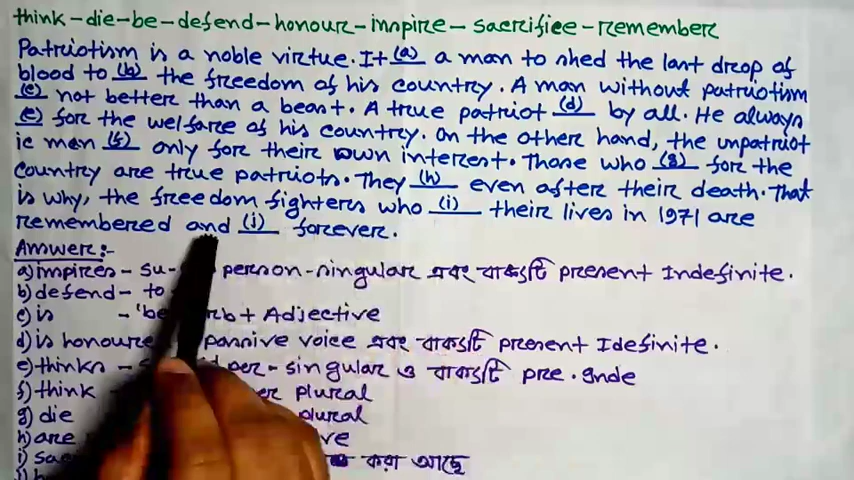 think-die-be-defend-honour-inspire-sacrifice-remember
Patriotism is a noble virtue. It (a) a man to shed the last drop of
blood to (b) the freedom of his country. A man without patriotism
(c) not better than a beast. A true patriot (d) by all. He always
(e) for the welfare of his country. On the other hand, the unpatriot
ic men (f) only for their own interest. Those who (g) for the
country are true patriots. They (h) even after their death. That
is why, the freedom fighters who (i) their lives in 1971 are
remembered and (j) forever.
Answer:-
a) inspires - su- person-singular এবং বাক্যটি present Indefinite.
b) defend - to
c) is - 'be verb + Adjective
d) is honoure passive voice এবং বাক্যটি present Idefinite.
e) thinks - per- singular ও বাক্যটি pre. Inde
f) think plural
g) die plural
h) are
i) করা আছে